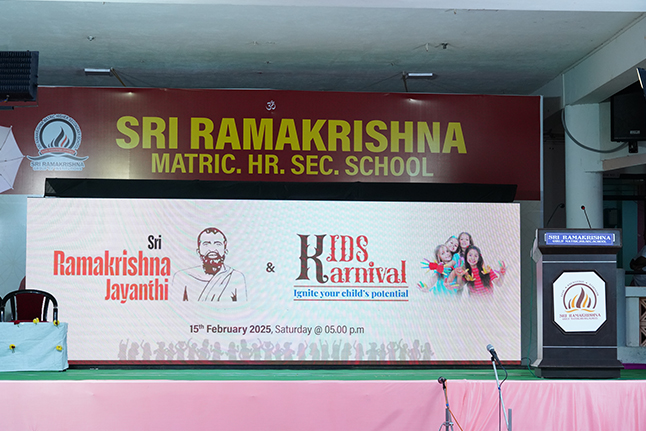 ॐ
SRI RAMAKRISHNA
MATRIC. HR. SEC. SCHOOL
SRI RAMAKRISHNA
Sri
Ramakrishna
Jayanthi
&
KIDS
Karnival
Ignite your child's potential
15th February 2025, Saturday @ 05.00 p.m
SRI RAMAKRISHNA
SRI RAMAKRISHNA